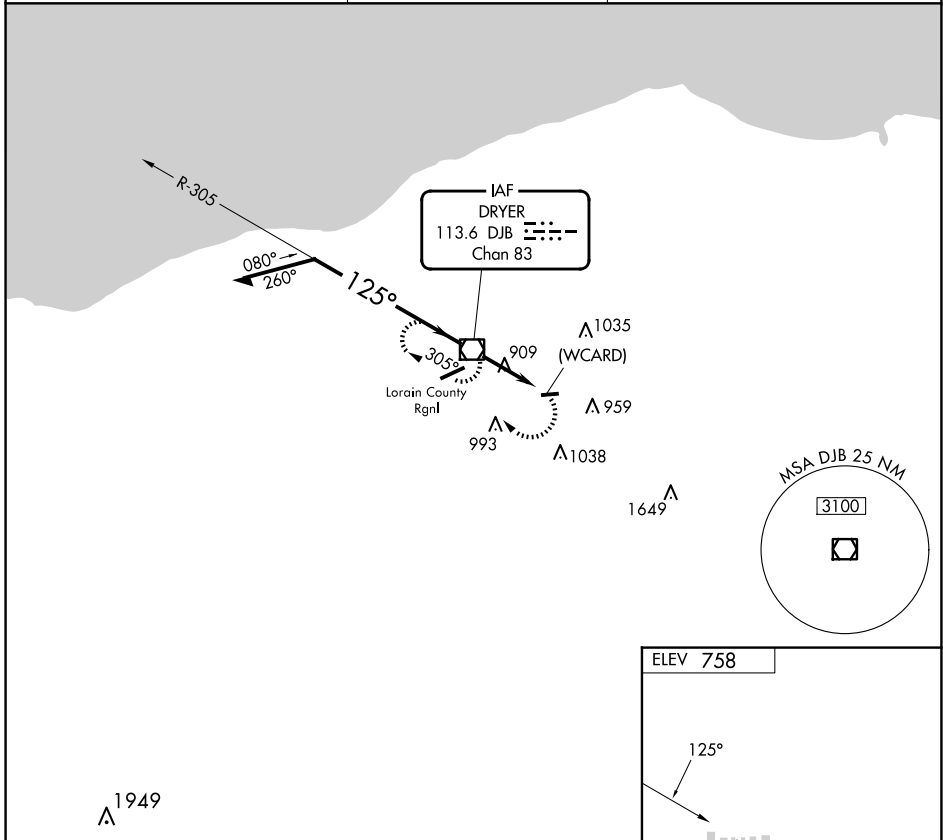 R-305
080°
260°
125°
IAF
DRYER
113.6 DJB
Chan 83
305°
Lorain County
Rgnl
909
1035
(WCARD)
959
993
1038
1649
MSA DJB 25 NM
3100
ELEV 758
125°
1949